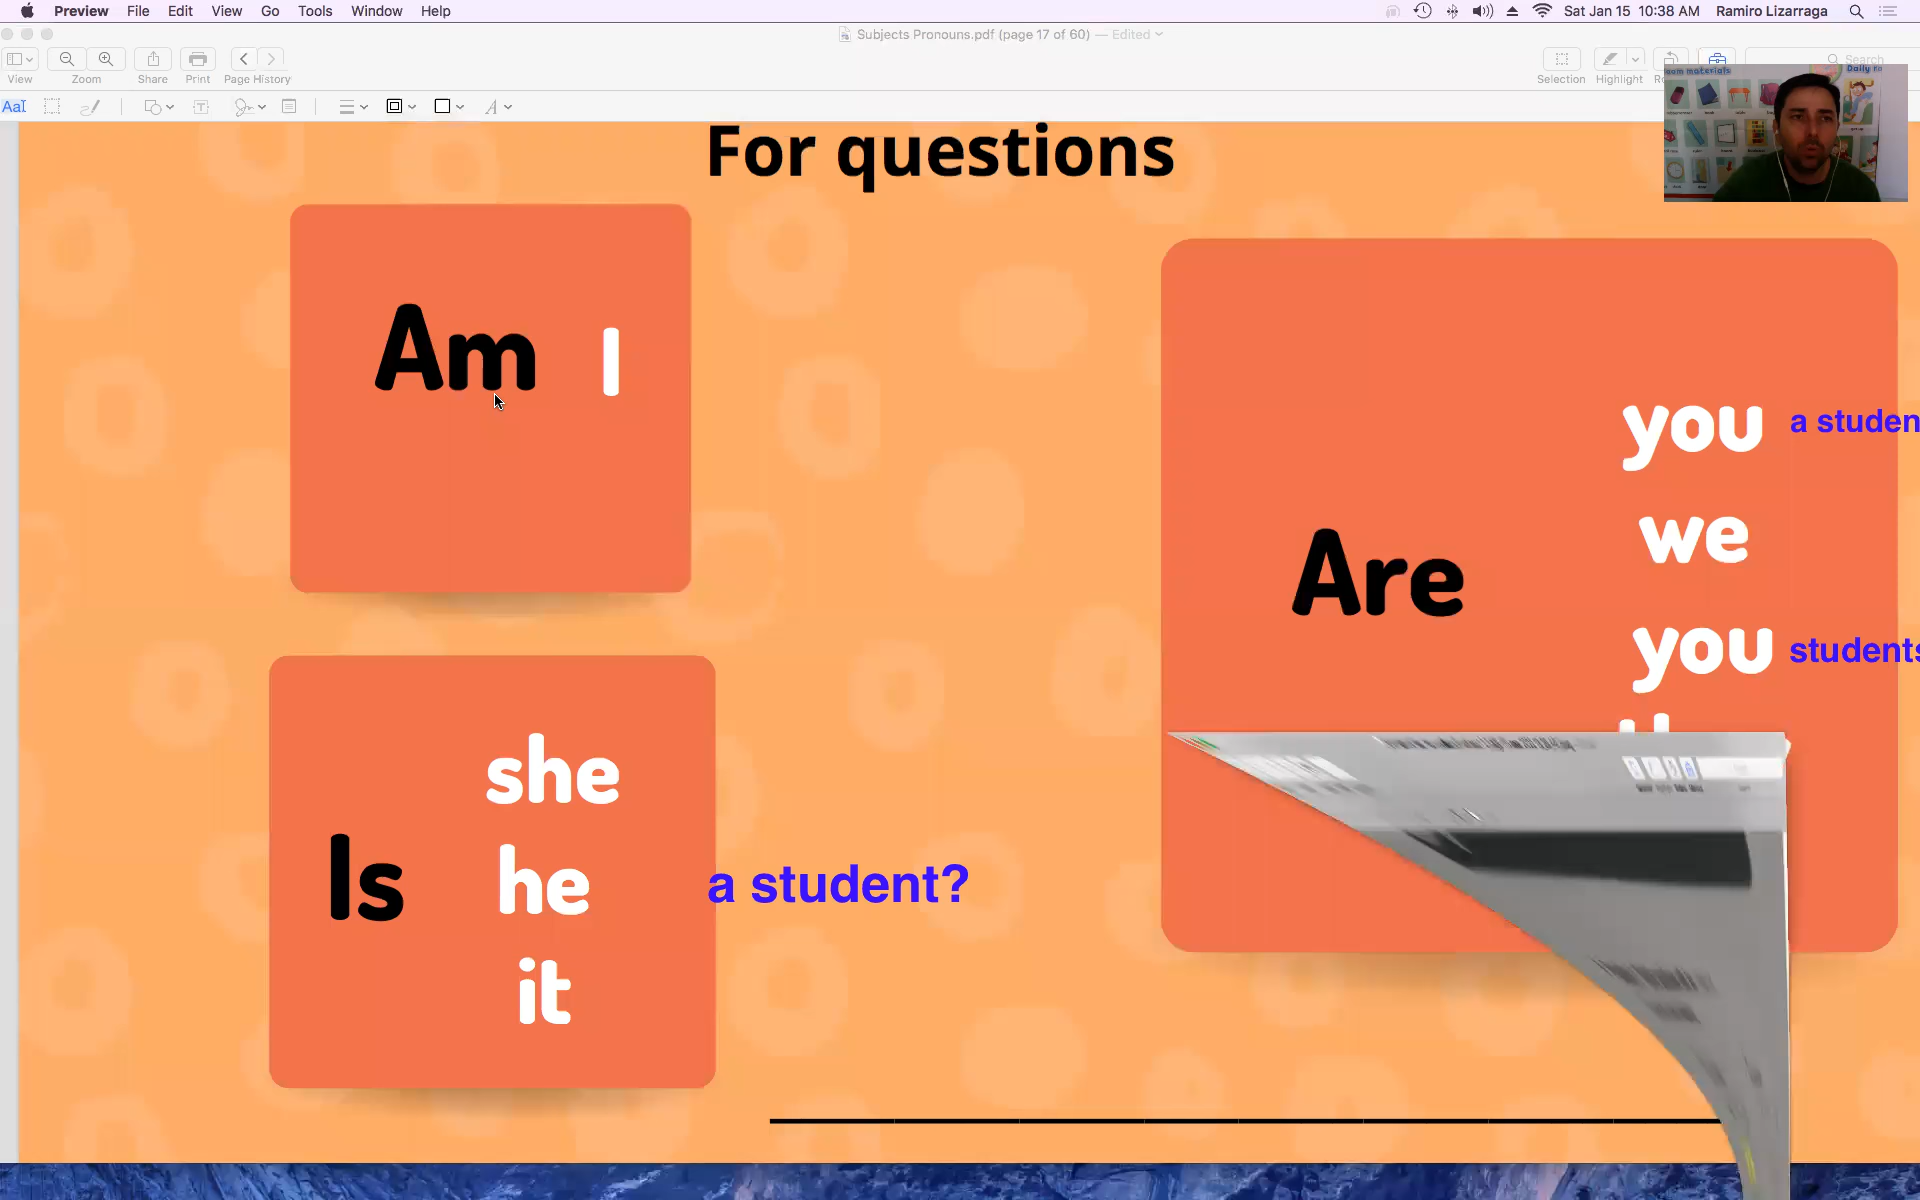 Preview File Edit View Go Tools Window Help Sat Jan 15 10:38 AM Ramiro Lizarraga
Subjects Pronouns.pdf (page 17 of 60) — Edited
View Zoom Share Print Page History Selection Highlight Search
For questions
Am I
Is
she
he
it
a student?
Are
you a studen
we
you students